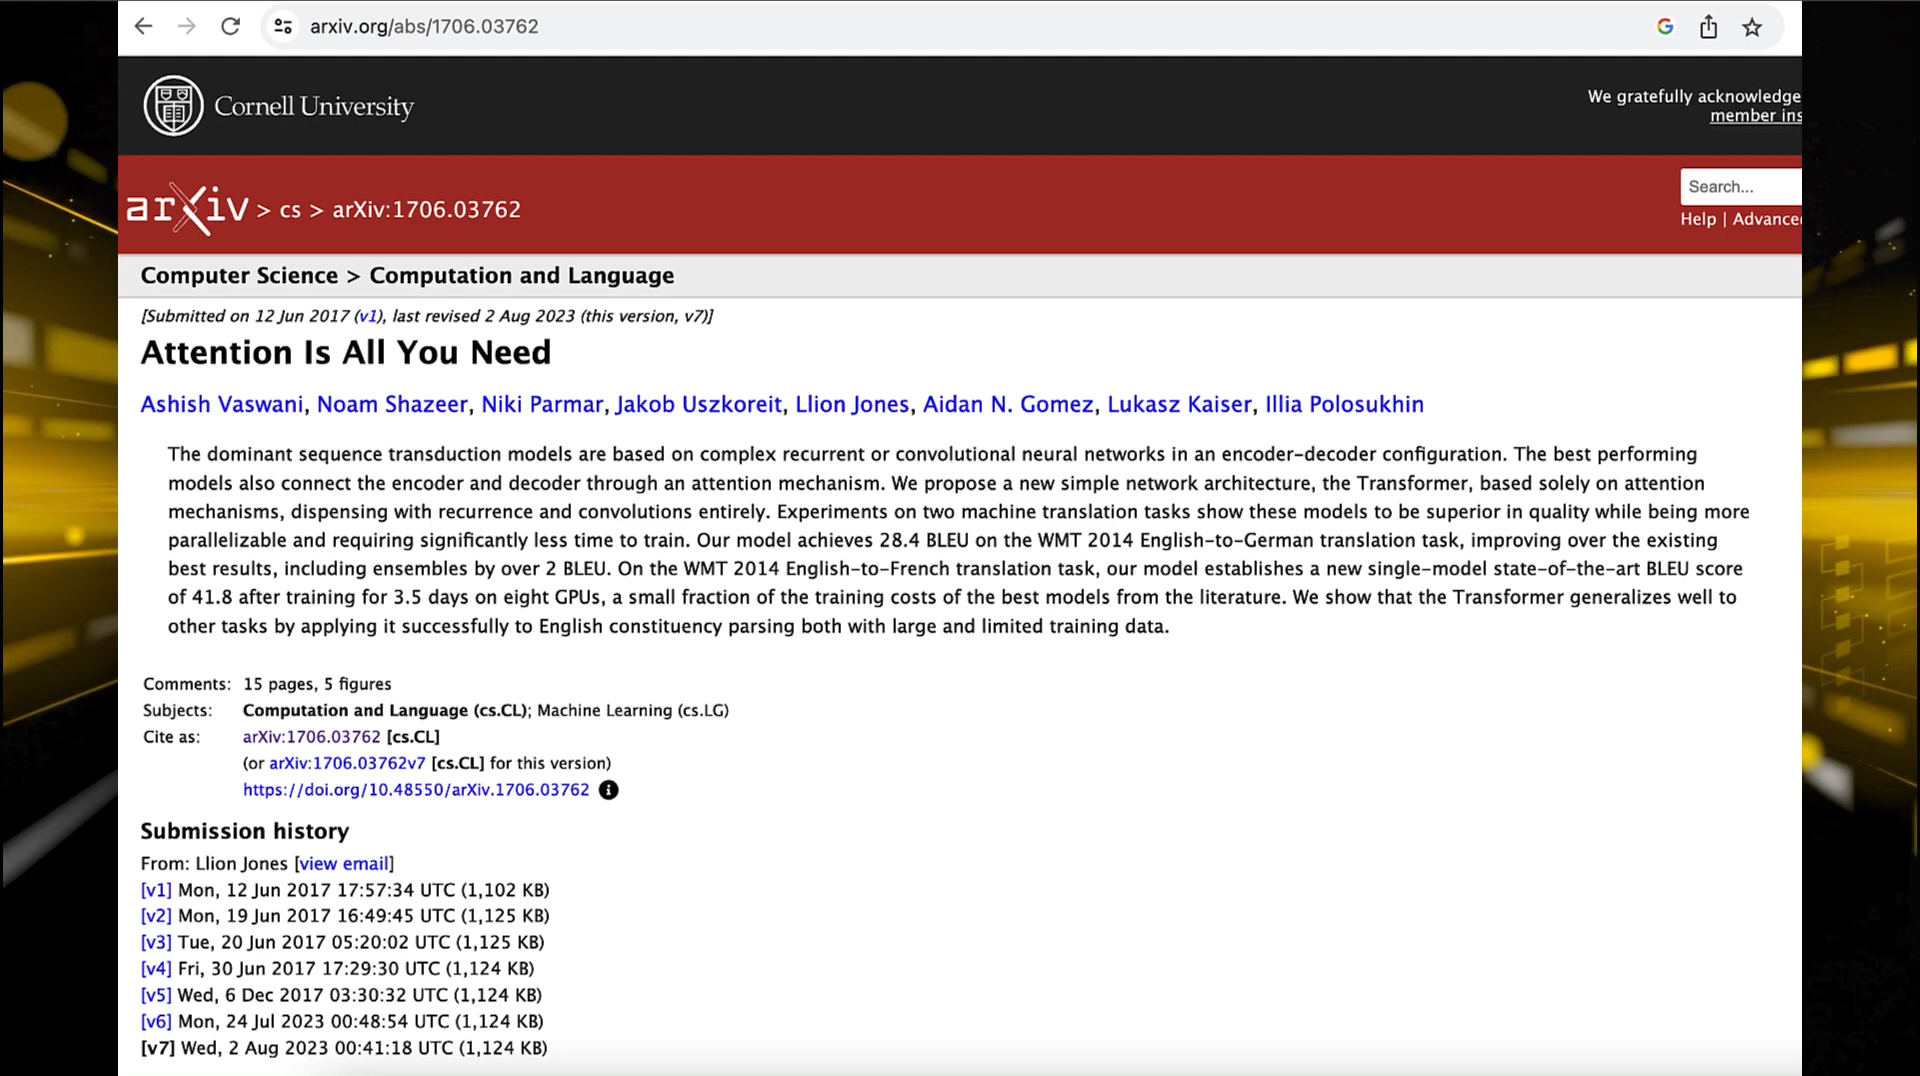 arxiv.org/abs/1706.03762
Cornell University
We gratefully acknowledge
member ins
arXiv > cs > arXiv:1706.03762
Search...
Help | Advance
Computer Science > Computation and Language
[Submitted on 12 Jun 2017 (v1), last revised 2 Aug 2023 (this version, v7)]
Attention Is All You Need
Ashish Vaswani, Noam Shazeer, Niki Parmar, Jakob Uszkoreit, Llion Jones, Aidan N. Gomez, Lukasz Kaiser, Illia Polosukhin
The dominant sequence transduction models are based on complex recurrent or convolutional neural networks in an encoder-decoder configuration. The best performing
models also connect the encoder and decoder through an attention mechanism. We propose a new simple network architecture, the Transformer, based solely on attention
mechanisms, dispensing with recurrence and convolutions entirely. Experiments on two machine translation tasks show these models to be superior in quality while being more
parallelizable and requiring significantly less time to train. Our model achieves 28.4 BLEU on the WMT 2014 English-to-German translation task, improving over the existing
best results, including ensembles by over 2 BLEU. On the WMT 2014 English-to-French translation task, our model establishes a new single-model state-of-the-art BLEU score
of 41.8 after training for 3.5 days on eight GPUs, a small fraction of the training costs of the best models from the literature. We show that the Transformer generalizes well to
other tasks by applying it successfully to English constituency parsing both with large and limited training data.
Comments: 15 pages, 5 figures
Subjects: Computation and Language (cs.CL); Machine Learning (cs.LG)
Cite as: arXiv:1706.03762 [cs.CL]
(or arXiv:1706.03762v7 [cs.CL] for this version)
https://doi.org/10.48550/arXiv.1706.03762
Submission history
From: Llion Jones [view email]
[v1] Mon, 12 Jun 2017 17:57:34 UTC (1,102 KB)
[v2] Mon, 19 Jun 2017 16:49:45 UTC (1,125 KB)
[v3] Tue, 20 Jun 2017 05:20:02 UTC (1,125 KB)
[v4] Fri, 30 Jun 2017 17:29:30 UTC (1,124 KB)
[v5] Wed, 6 Dec 2017 03:30:32 UTC (1,124 KB)
[v6] Mon, 24 Jul 2023 00:48:54 UTC (1,124 KB)
[v7] Wed, 2 Aug 2023 00:41:18 UTC (1,124 KB)